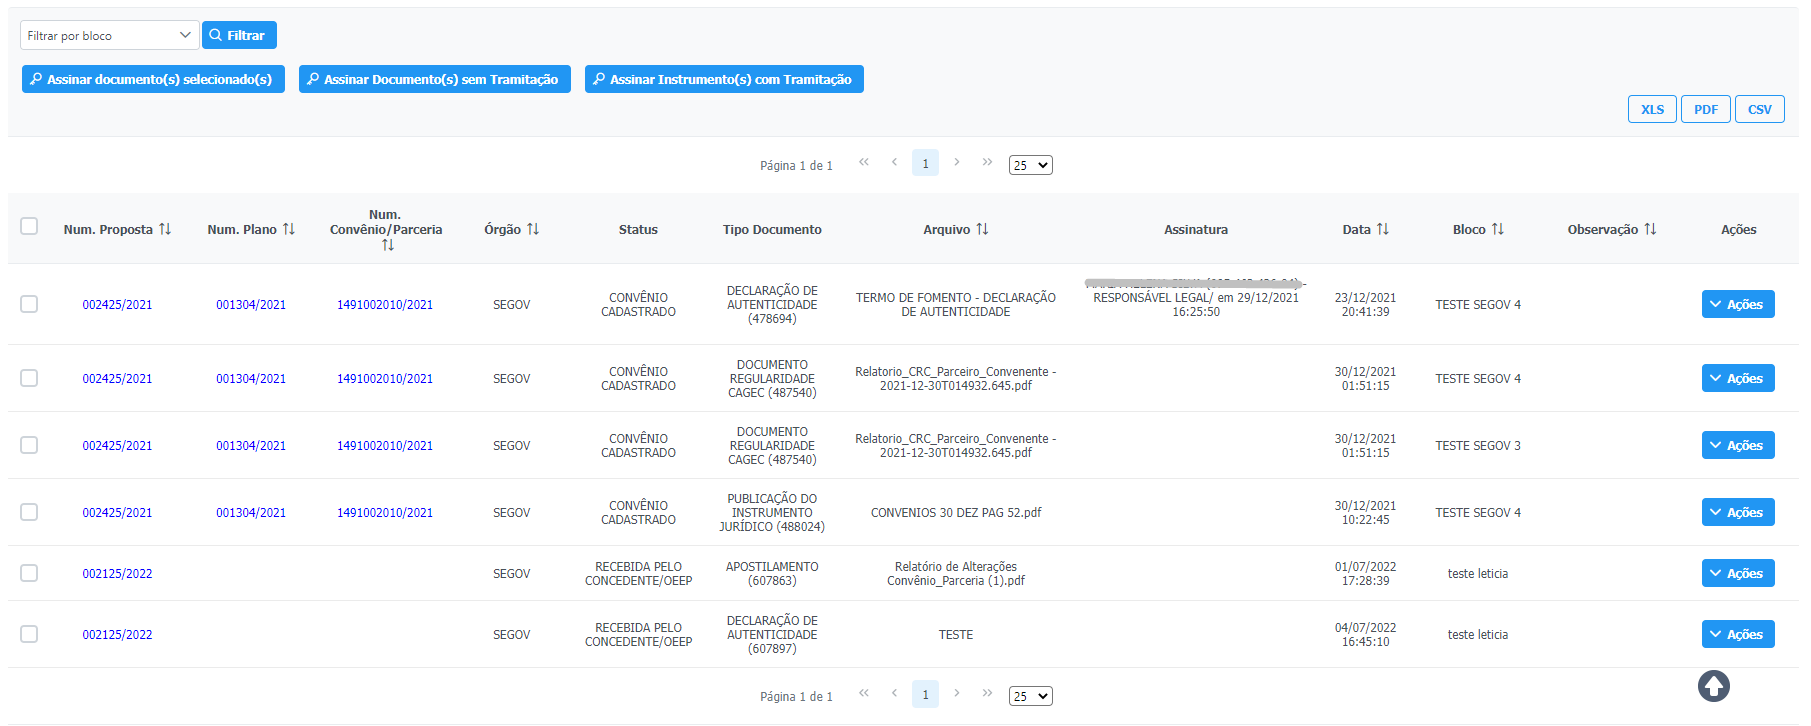 Filtrar por bloco
Filtrar
Assinar documento(s) selecionado(s)
Assinar Documento(s) sem Tramitação
Assinar Instrumento(s) com Tramitação
XLS
PDF
CSV
Página 1 de 1
1
25
Num. Proposta
Num. Plano
Num.
Convênio/Parceria
Órgão
Status
Tipo Documento
Arquivo
Assinatura
Data
Bloco
Observação
Ações
002425/2021
001304/2021
1491002010/2021
SEGOV
CONVÊNIO
CADASTRADO
DECLARAÇÃO DE
AUTENTICIDADE
(478694)
TERMO DE FOMENTO - DECLARAÇÃO
DE AUTENTICIDADE
-
RESPONSÁVEL LEGAL/ em 29/12/2021
16:25:50
23/12/2021
20:41:39
TESTE SEGOV 4
Ações
002425/2021
001304/2021
1491002010/2021
SEGOV
CONVÊNIO
CADASTRADO
DOCUMENTO
REGULARIDADE
CAGEC (487540)
Relatorio_CRC_Parceiro_Convenente -
2021-12-30T014932.645.pdf
30/12/2021
01:51:15
TESTE SEGOV 4
Ações
002425/2021
001304/2021
1491002010/2021
SEGOV
CONVÊNIO
CADASTRADO
DOCUMENTO
REGULARIDADE
CAGEC (487540)
Relatorio_CRC_Parceiro_Convenente -
2021-12-30T014932.645.pdf
30/12/2021
01:51:15
TESTE SEGOV 3
Ações
002425/2021
001304/2021
1491002010/2021
SEGOV
CONVÊNIO
CADASTRADO
PUBLICAÇÃO DO
INSTRUMENTO
JURÍDICO (488024)
CONVENIOS 30 DEZ PAG 52.pdf
30/12/2021
10:22:45
TESTE SEGOV 4
Ações
002125/2022
SEGOV
RECEBIDA PELO
CONCEDENTE/OEEP
APOSTILAMENTO
(607863)
Relatório de Alterações
Convênio_Parceria (1).pdf
01/07/2022
17:28:39
teste leticia
Ações
002125/2022
SEGOV
RECEBIDA PELO
CONCEDENTE/OEEP
DECLARAÇÃO DE
AUTENTICIDADE
(607897)
TESTE
04/07/2022
16:45:10
teste leticia
Ações
Página 1 de 1
1
25